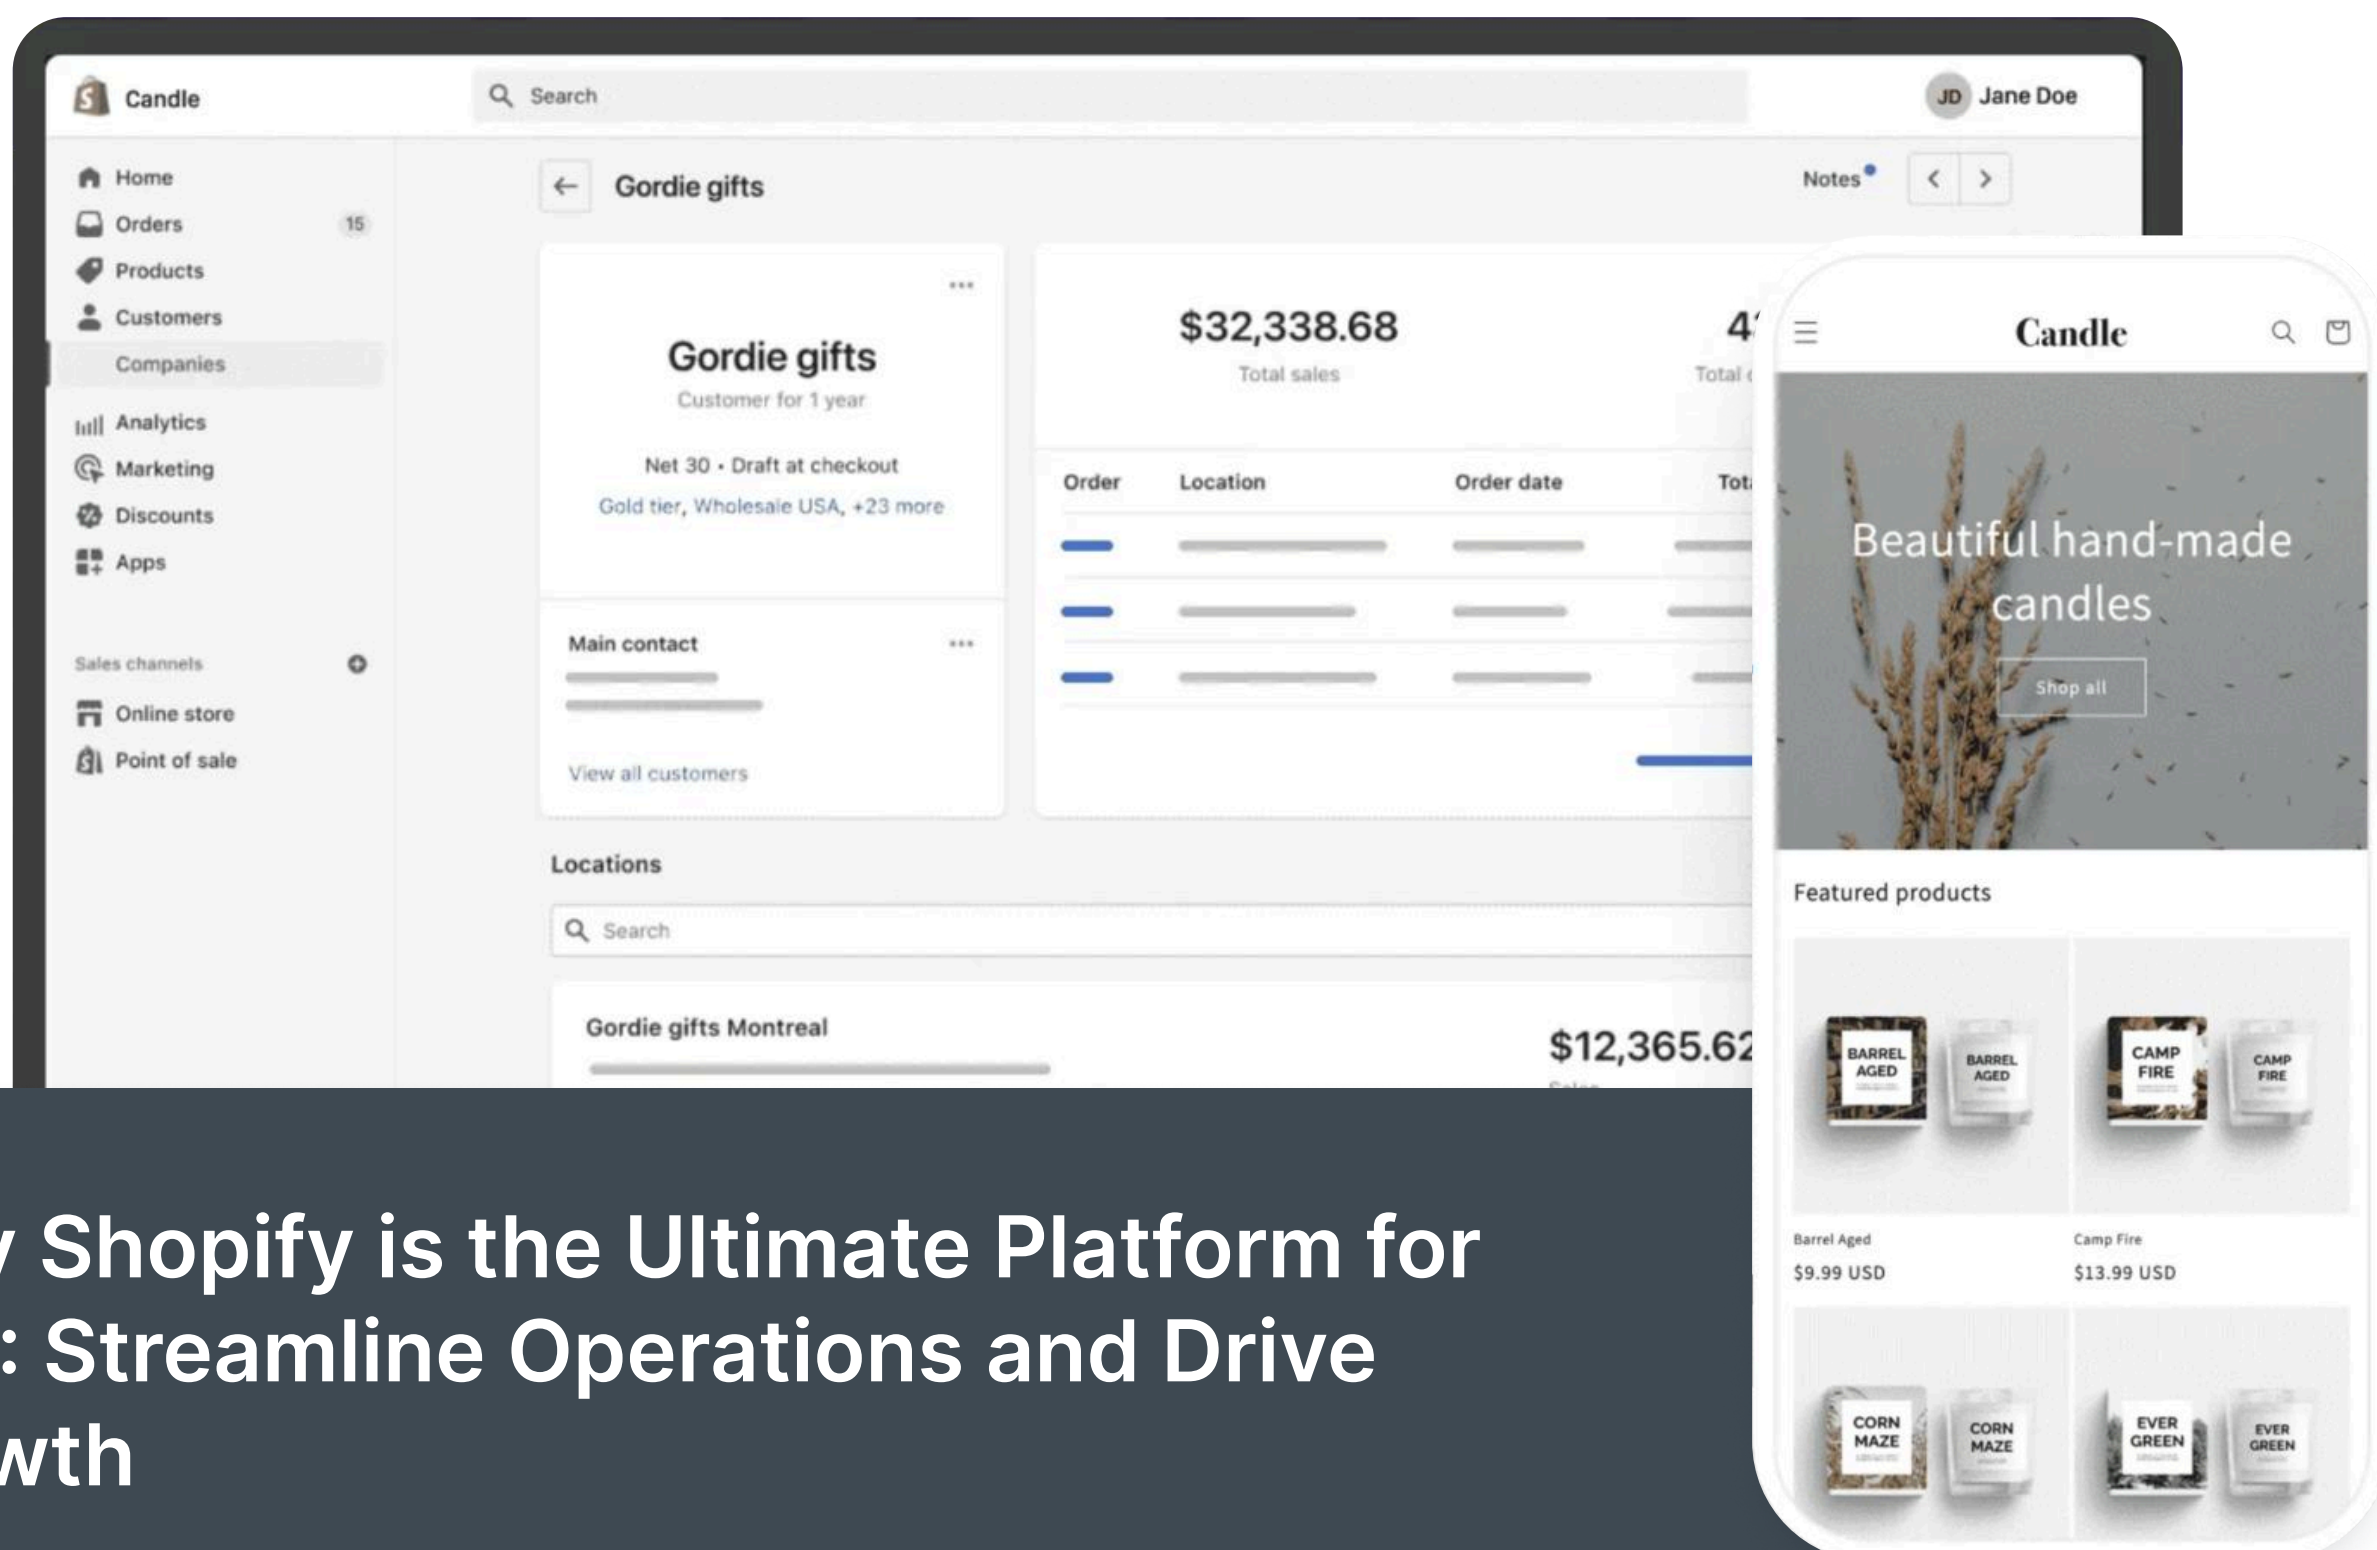 Candle
Search
JD Jane Doe
Home
Orders 15
Products
Customers
Companies
Analytics
Marketing
Discounts
Apps
Sales channels
Online store
Point of sale
Gordie gifts
Notes
Gordie gifts
Customer for 1 year
Net 30 • Draft at checkout
Gold tier, Wholesale USA, +23 more
Main contact
View all customers
$32,338.68
Total sales
Total
Order Location Order date
Locations
Search
Gordie gifts Montreal
$12,365.62
Sales
Candle
Beautiful hand-made
candles
Shop all
Featured products
BARREL
AGED
BARREL
AGED
CAMP
FIRE
CAMP
FIRE
Barrel Aged
$9.99 USD
Camp Fire
$13.99 USD
CORN
MAZE
CORN
MAZE
EVER
GREEN
EVER
GREEN
y Shopify is the Ultimate Platform for
: Streamline Operations and Drive
wth